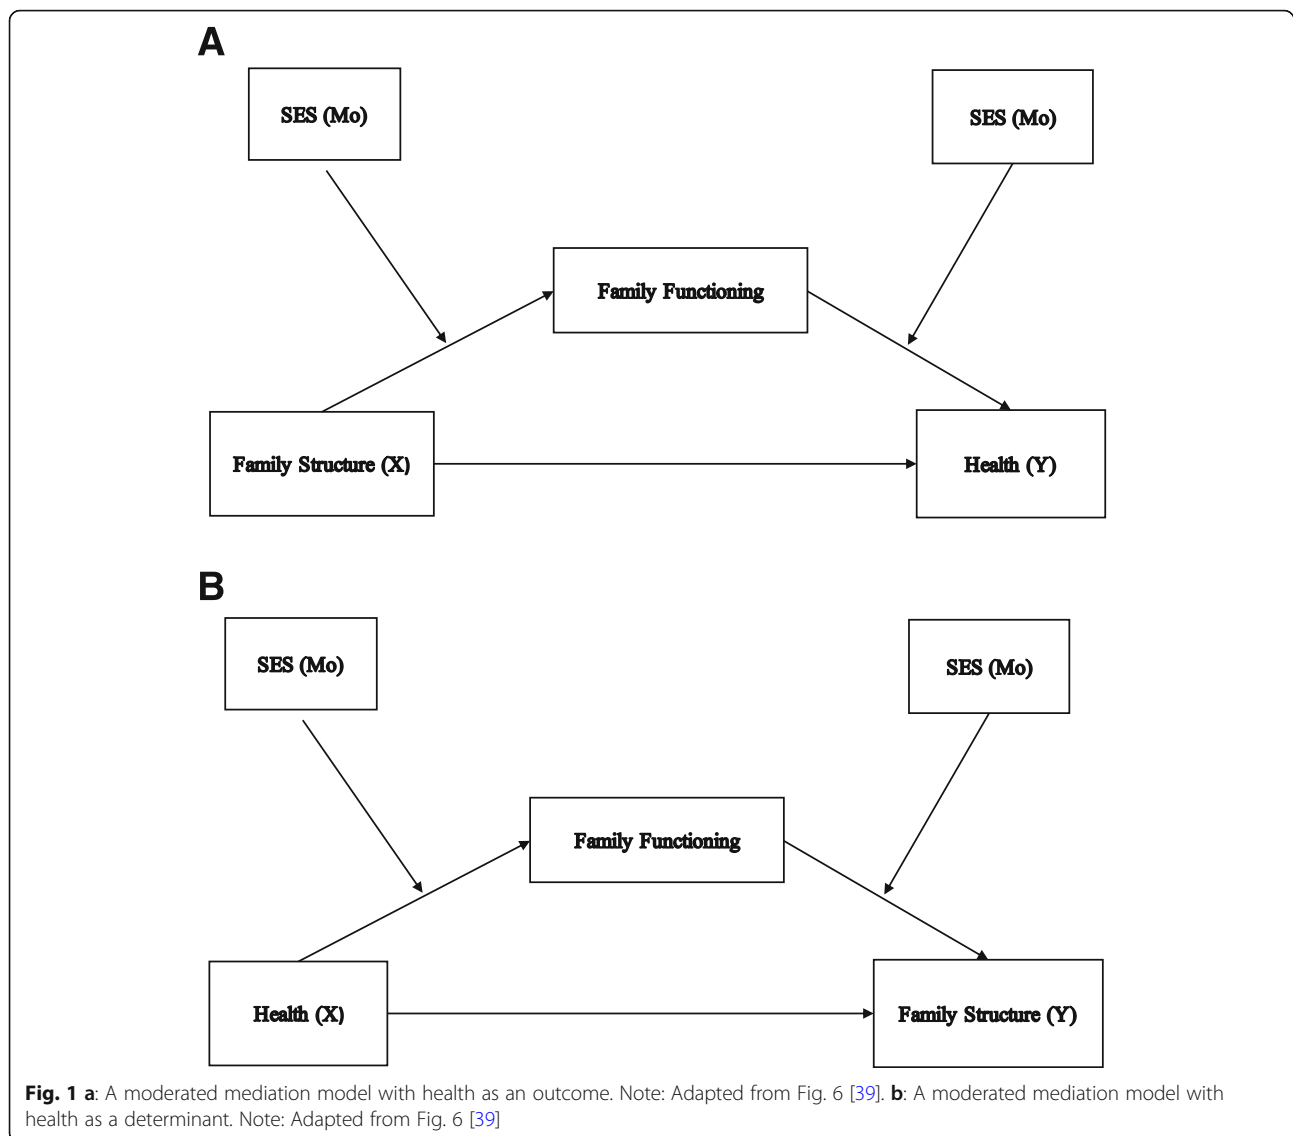 A
SES (Mo)
SES (Mo)
Family Functioning
Family Structure (X)
Health (Y)
B
SES (Mo)
SES (Mo)
Family Functioning
Health (X)
Family Structure (Y)
Fig. 1 a: A moderated mediation model with health as an outcome. Note: Adapted from Fig. 6 [39]. b: A moderated mediation model with
health as a determinant. Note: Adapted from Fig. 6 [39]